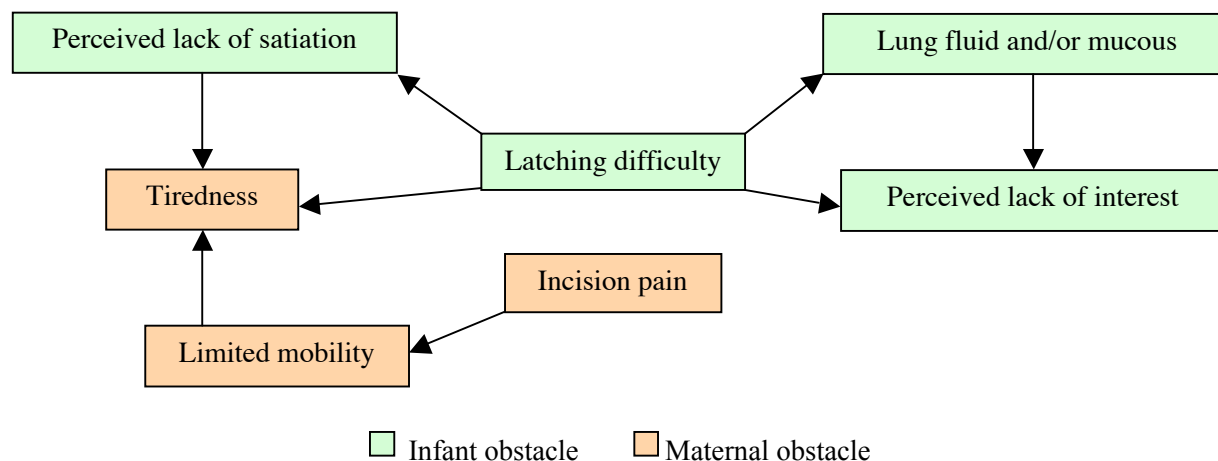 Perceived lack of satiation
Lung fluid and/or mucous
Latching difficulty
Tiredness
Perceived lack of interest
Incision pain
Limited mobility
Infant obstacle
Maternal obstacle